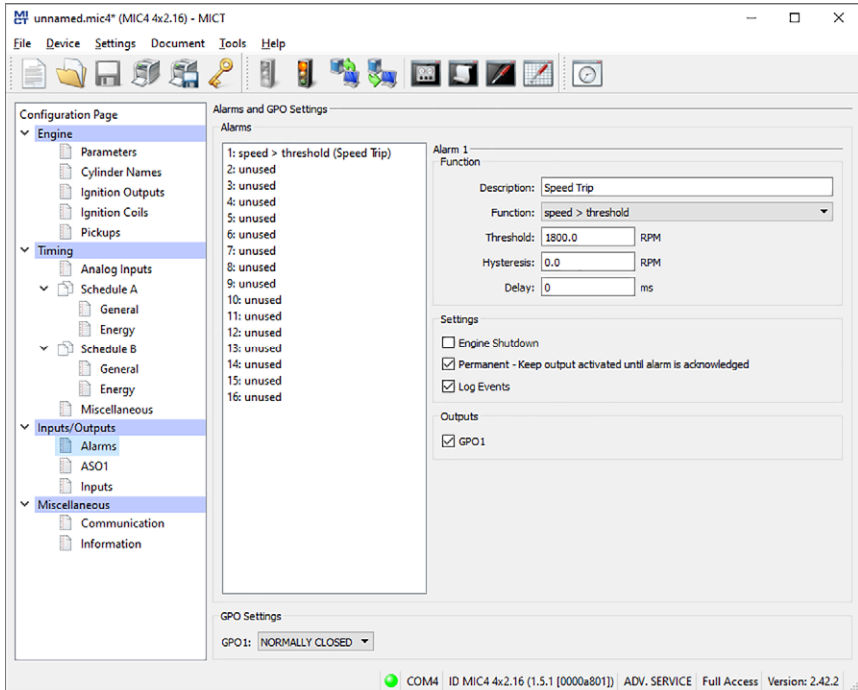 MICT unnamed.mic4* (MIC4 4x2.16) - MICT
File Device Settings Document Tools Help
Configuration Page
Engine
Parameters
Cylinder Names
Ignition Outputs
Ignition Coils
Pickups
Timing
Analog Inputs
Schedule A
General
Energy
Schedule B
General
Energy
Miscellaneous
Inputs/Outputs
Alarms
ASO1
Inputs
Miscellaneous
Communication
Information
Alarms and GPO Settings
Alarms
1: speed > threshold (Speed Trip)
2: unused
3: unused
4: unused
5: unused
6: unused
7: unused
8: unused
9: unused
10: unused
11: unused
12: unused
13: unused
14: unused
15: unused
16: unused
Alarm 1
Function
Description: Speed Trip
Function: speed > threshold
Threshold: 1800.0 RPM
Hysteresis: 0.0 RPM
Delay: 0 ms
Settings
Engine Shutdown
Permanent - Keep output activated until alarm is acknowledged
Log Events
Outputs
GPO1
GPO Settings
GPO1: NORMALLY CLOSED
COM4 ID MIC4 4x2.16 (1.5.1 [0000a801]) ADV. SERVICE Full Access Version: 2.42.2